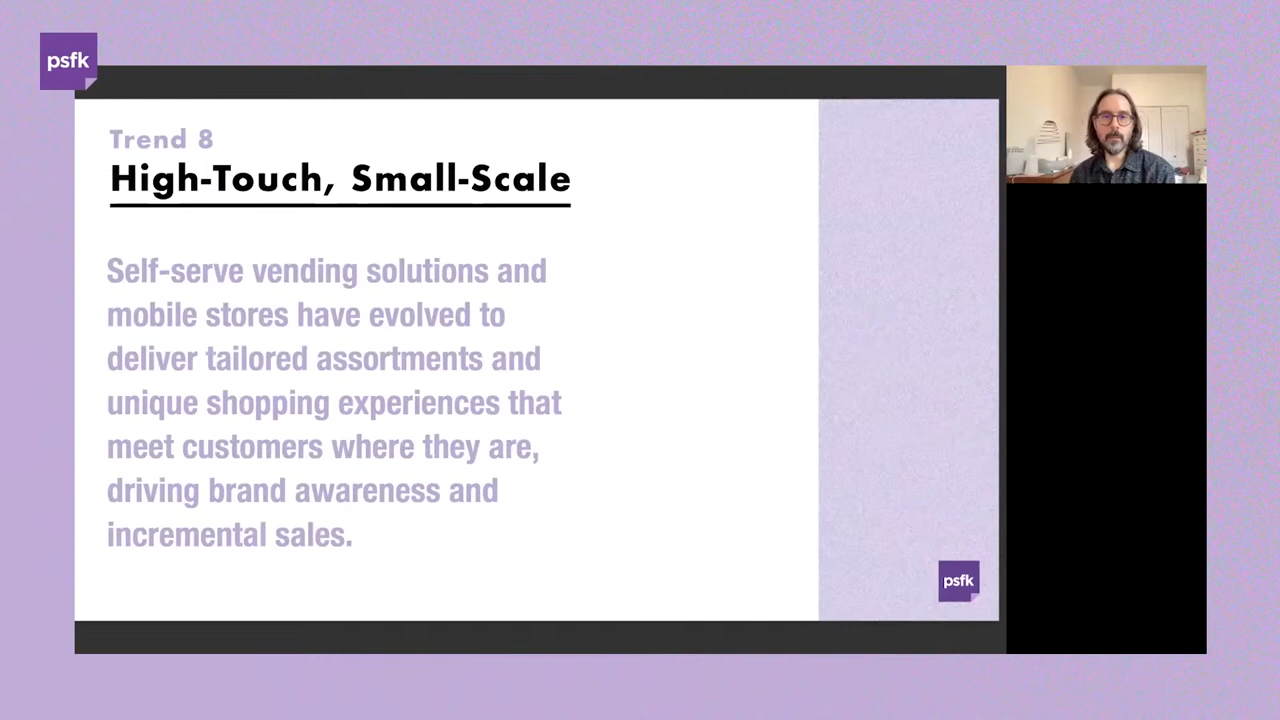 psfk
Trend 8
High-Touch, Small-Scale
Self-serve vending solutions and
mobile stores have evolved to
deliver tailored assortments and
unique shopping experiences that
meet customers where they are,
driving brand awareness and
incremental sales.
psfk